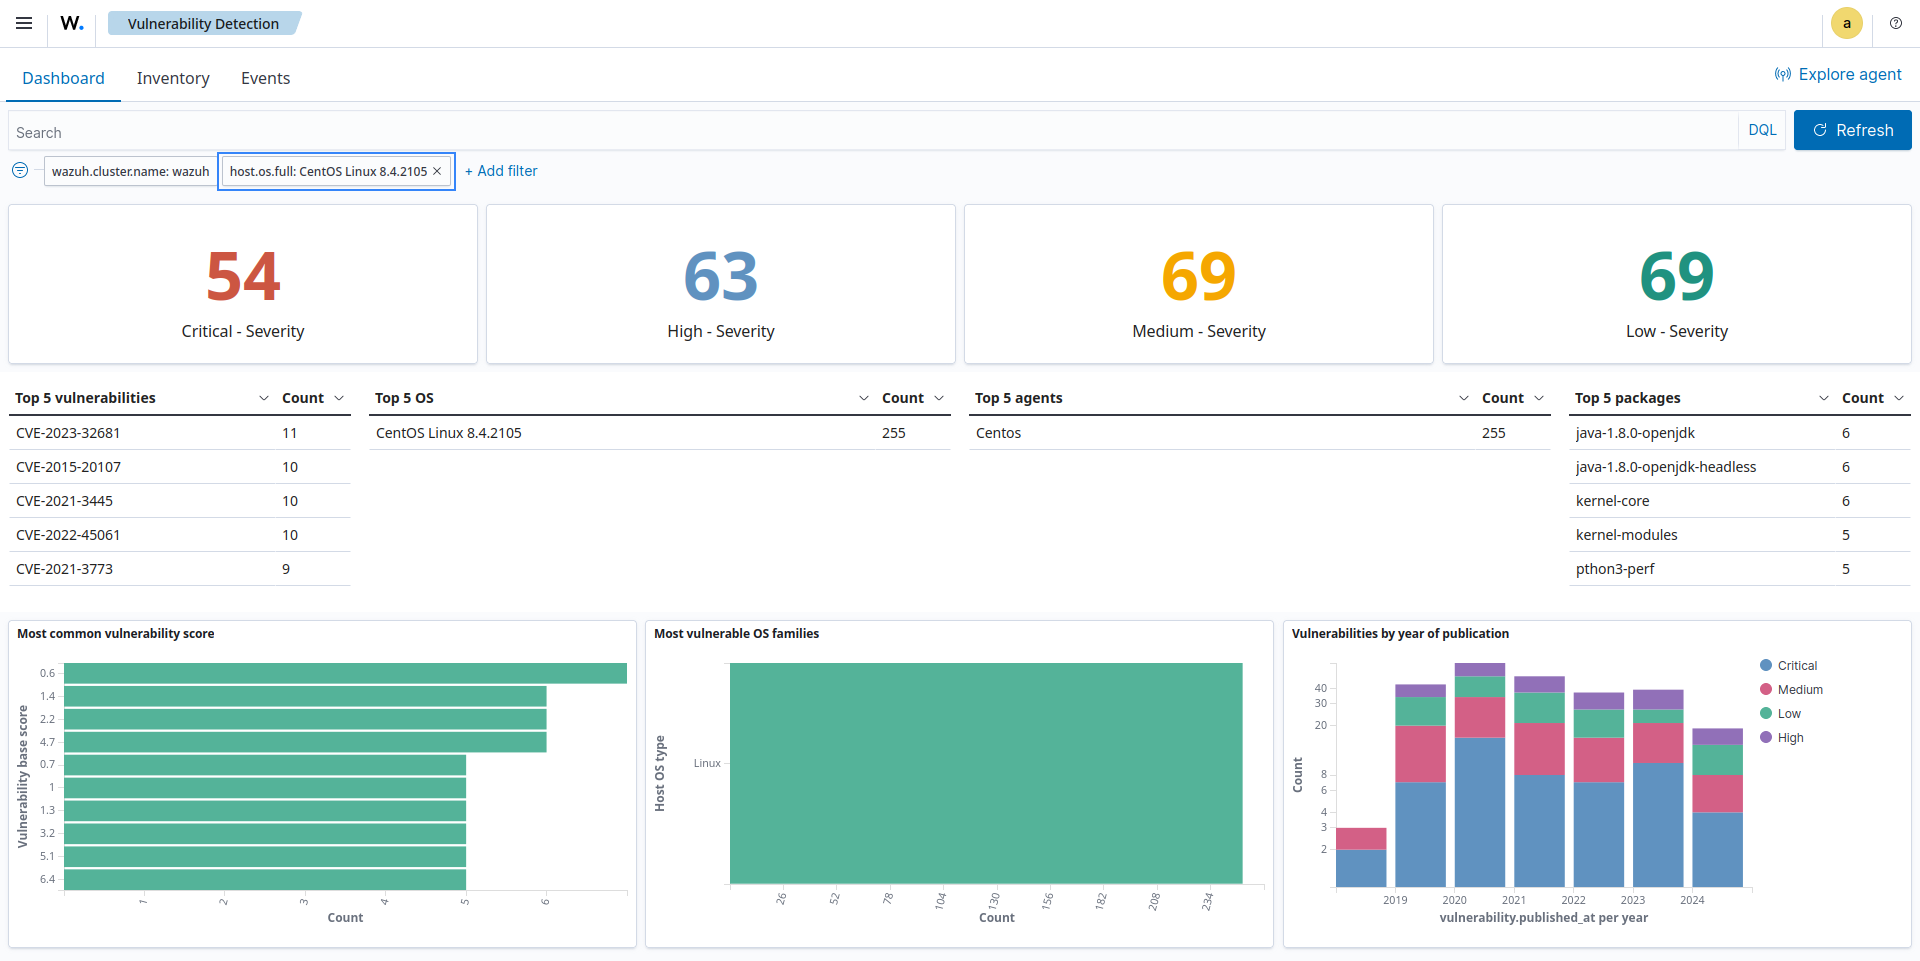 W.
Vulnerability Detection
a
Dashboard
Inventory
Events
Explore agent
Search
DQL
Refresh
wazuh.cluster.name: wazuh
host.os.full: CentOS Linux 8.4.2105
+ Add filter
54
Critical - Severity
63
High - Severity
69
Medium - Severity
69
Low - Severity
Top 5 vulnerabilities Count
CVE-2023-32681 11
CVE-2015-20107 10
CVE-2021-3445 10
CVE-2022-45061 10
CVE-2021-3773 9
Top 5 OS Count
CentOS Linux 8.4.2105 255
Top 5 agents Count
Centos 255
Top 5 packages Count
java-1.8.0-openjdk 6
java-1.8.0-openjdk-headless 6
kernel-core 6
kernel-modules 5
pthon3-perf 5
Most common vulnerability score
Vulnerability base score
0.6
1.4
2.2
4.7
0.7
1
1.3
3.2
5.1
6.4
1 2 3 4 5 6
Count
Most vulnerable OS families
Host OS type
Linux
26 52 78 104 130 156 182 208 234
Count
Vulnerabilities by year of publication
Count
40
30
20
8
6
4
3
2
2019 2020 2021 2022 2023 2024
vulnerability.published_at per year
Critical
Medium
Low
High